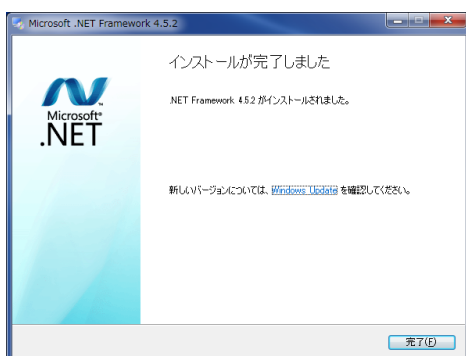 Microsoft .NET Framework 4.5.2
インストールが完了しました
.NET Framework 4.5.2 がインストールされました。
Microsoft®
.NET
新しいバージョンについては、Windows Update を確認してください。
完了(F)